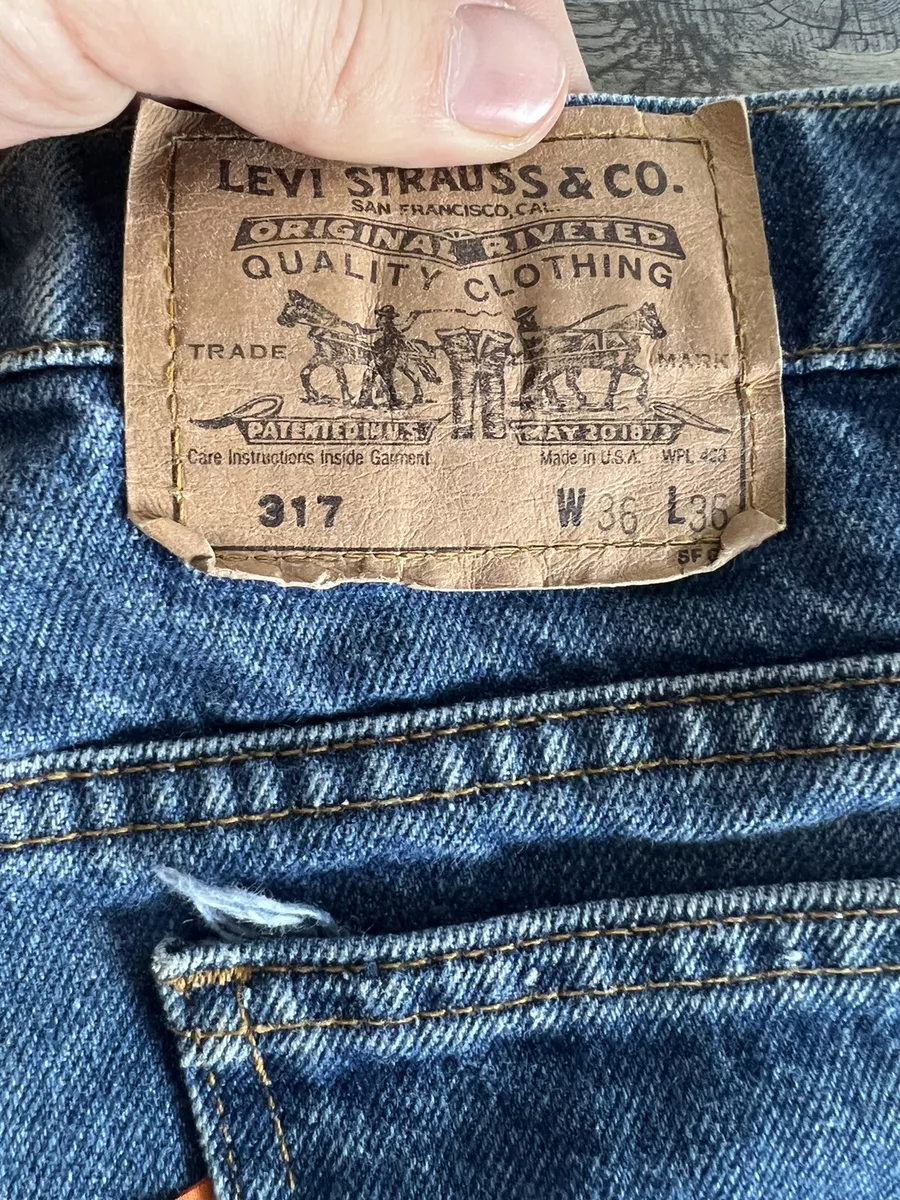 LEVI STRAUSS & CO.
SAN FRANCISCO, CAL.
ORIGINAL RIVETED
QUALITY CLOTHING
TRADE MARK
PATENTED IN U.S. MAY 20 1873
Care Instructions Inside Garment Made in U.S.A. WPL 423
317 W 36 L 36
SF